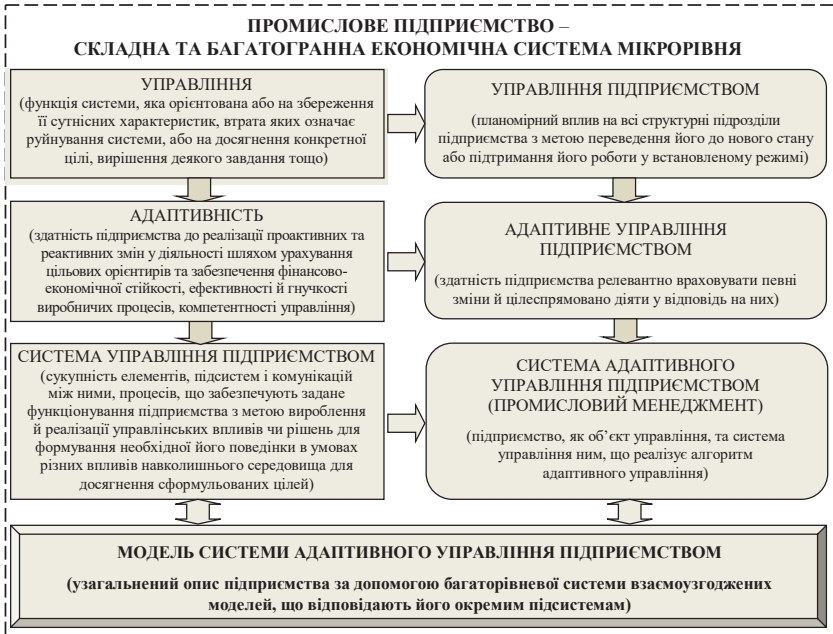 ПРОМИСЛОВЕ ПІДПРИЄМСТВО –
СКЛАДНА ТА БАГАТОГРАННА ЕКОНОМІЧНА СИСТЕМА МІКРОРІВНЯ
УПРАВЛІННЯ
(функція системи, яка орієнтована або на збереження
її сутнісних характеристик, втрата яких означає
руйнування системи, або на досягнення конкретної
цілі, вирішення деякого завдання тощо)
УПРАВЛІННЯ ПІДПРИЄМСТВОМ
(планомірний вплив на всі структурні підрозділи
підприємства з метою переведення його до нового стану
або підтримання його роботи у встановленому режимі)
АДАПТИВНІСТЬ
(здатність підприємства до реалізації проактивних та
реактивних змін у діяльності шляхом урахування
цільових орієнтирів та забезпечення фінансово-
економічної стійкості, ефективності й гнучкості
виробничих процесів, компетентності управління)
АДАПТИВНЕ УПРАВЛІННЯ
ПІДПРИЄМСТВОМ
(здатність підприємства релевантно враховувати певні
зміни й цілеспрямовано діяти у відповідь на них)
СИСТЕМА УПРАВЛІННЯ ПІДПРИЄМСТВОМ
(сукупність елементів, підсистем і комунікацій
між ними, процесів, що забезпечують задане
функціонування підприємства з метою вироблення
й реалізації управлінських впливів чи рішень для
формування необхідної його поведінки в умовах
різних впливів навколишнього середовища для
досягнення сформульованих цілей)
СИСТЕМА АДАПТИВНОГО
УПРАВЛІННЯ ПІДПРИЄМСТВОМ
(ПРОМИСЛОВИЙ МЕНЕДЖМЕНТ)
(підприємство, як об’єкт управління, та система
управління ним, що реалізує алгоритм
адаптивного управління)
МОДЕЛЬ СИСТЕМИ АДАПТИВНОГО УПРАВЛІННЯ ПІДПРИЄМСТВОМ
(узагальнений опис підприємства за допомогою багаторівневої системи взаємоузгоджених
моделей, що відповідають його окремим підсистемам)